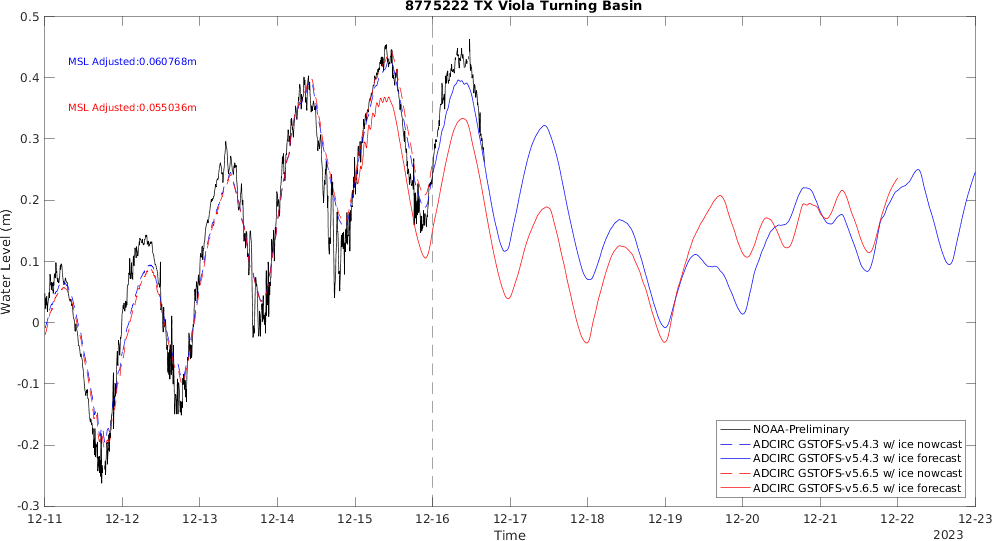 8775222 TX Viola Turning Basin
0.5
0.4
0.3
0.2
0.1
0
-0.1
-0.2
-0.3
Water Level (m)
MSL Adjusted:0.060768m
MSL Adjusted:0.055036m
NOAA-Preliminary
ADCIRC GSTOFS-v5.4.3 w/ ice nowcast
ADCIRC GSTOFS-v5.4.3 w/ ice forecast
ADCIRC GSTOFS-v5.6.5 w/ ice nowcast
ADCIRC GSTOFS-v5.6.5 w/ ice forecast
12-11 12-12 12-13 12-14 12-15 12-16 12-17 12-18 12-19 12-20 12-21 12-22 12-23
Time
2023